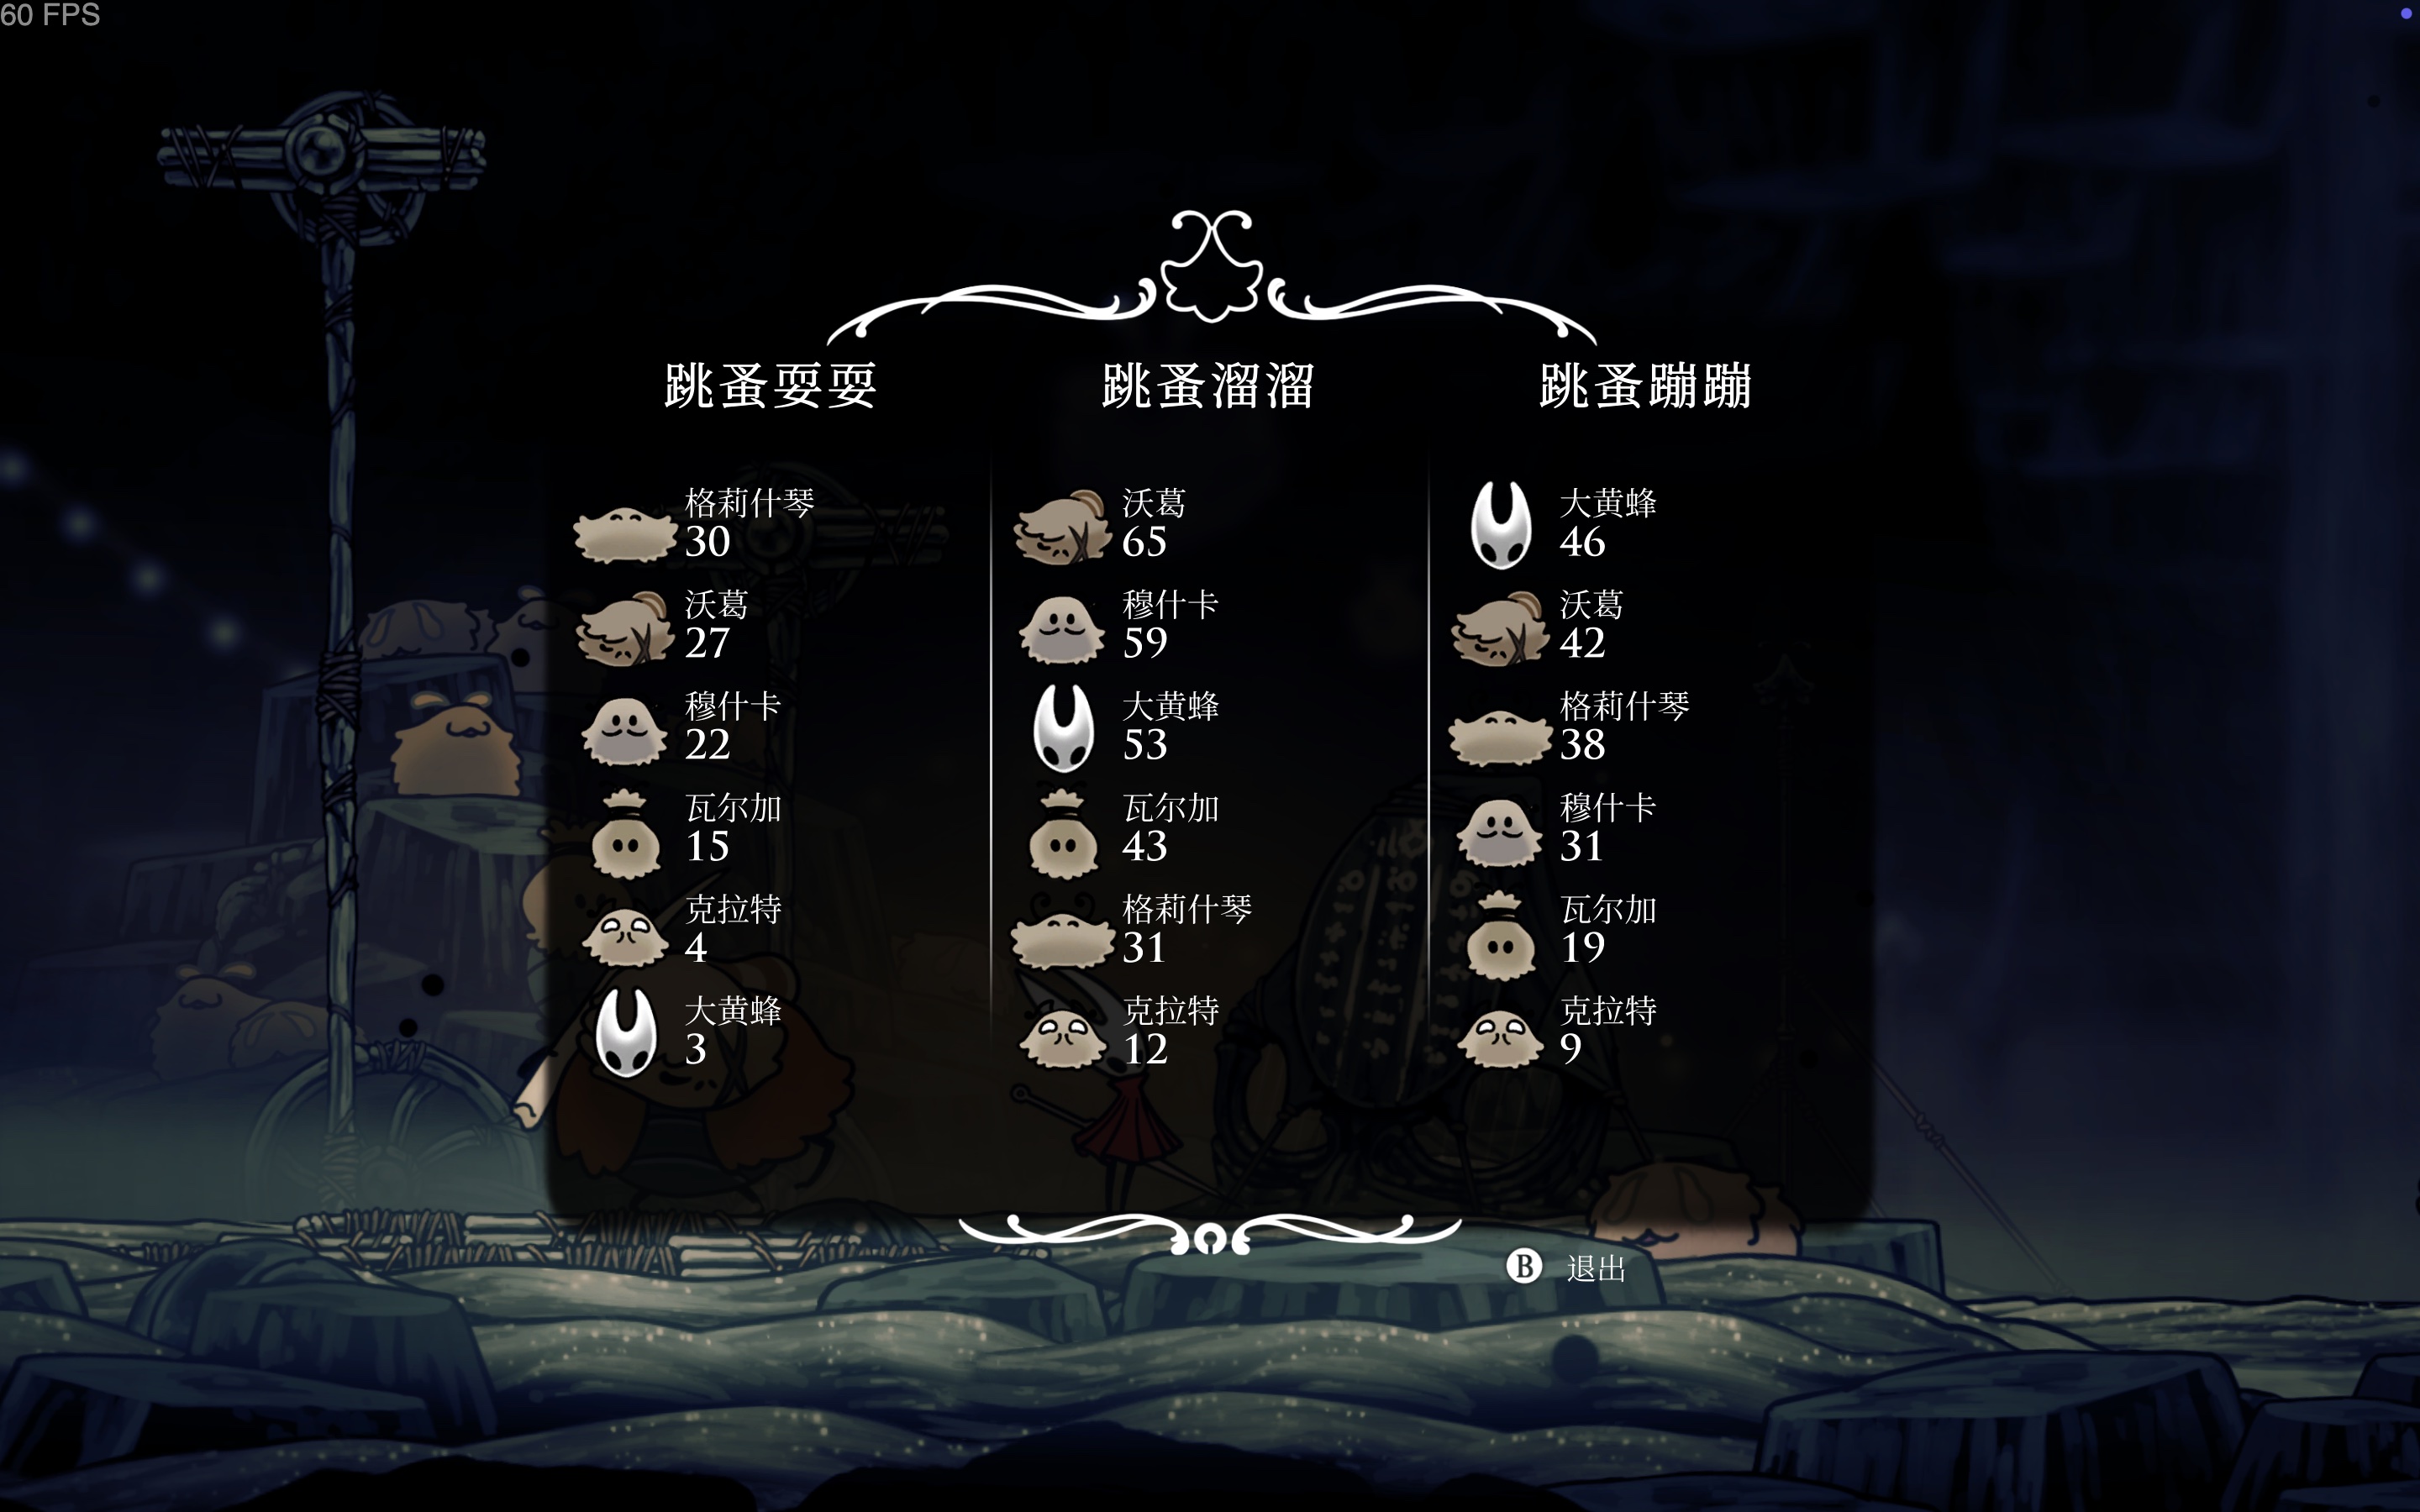 60 FPS
跳蚤耍耍
格莉什琴
30
沃葛
27
穆什卡
22
瓦尔加
15
克拉特
4
大黄蜂
3
跳蚤溜溜
沃葛
65
穆什卡
59
大黄蜂
53
瓦尔加
43
格莉什琴
31
克拉特
12
跳蚤蹦蹦
大黄蜂
46
沃葛
42
格莉什琴
38
穆什卡
31
瓦尔加
19
克拉特
9
B 退出